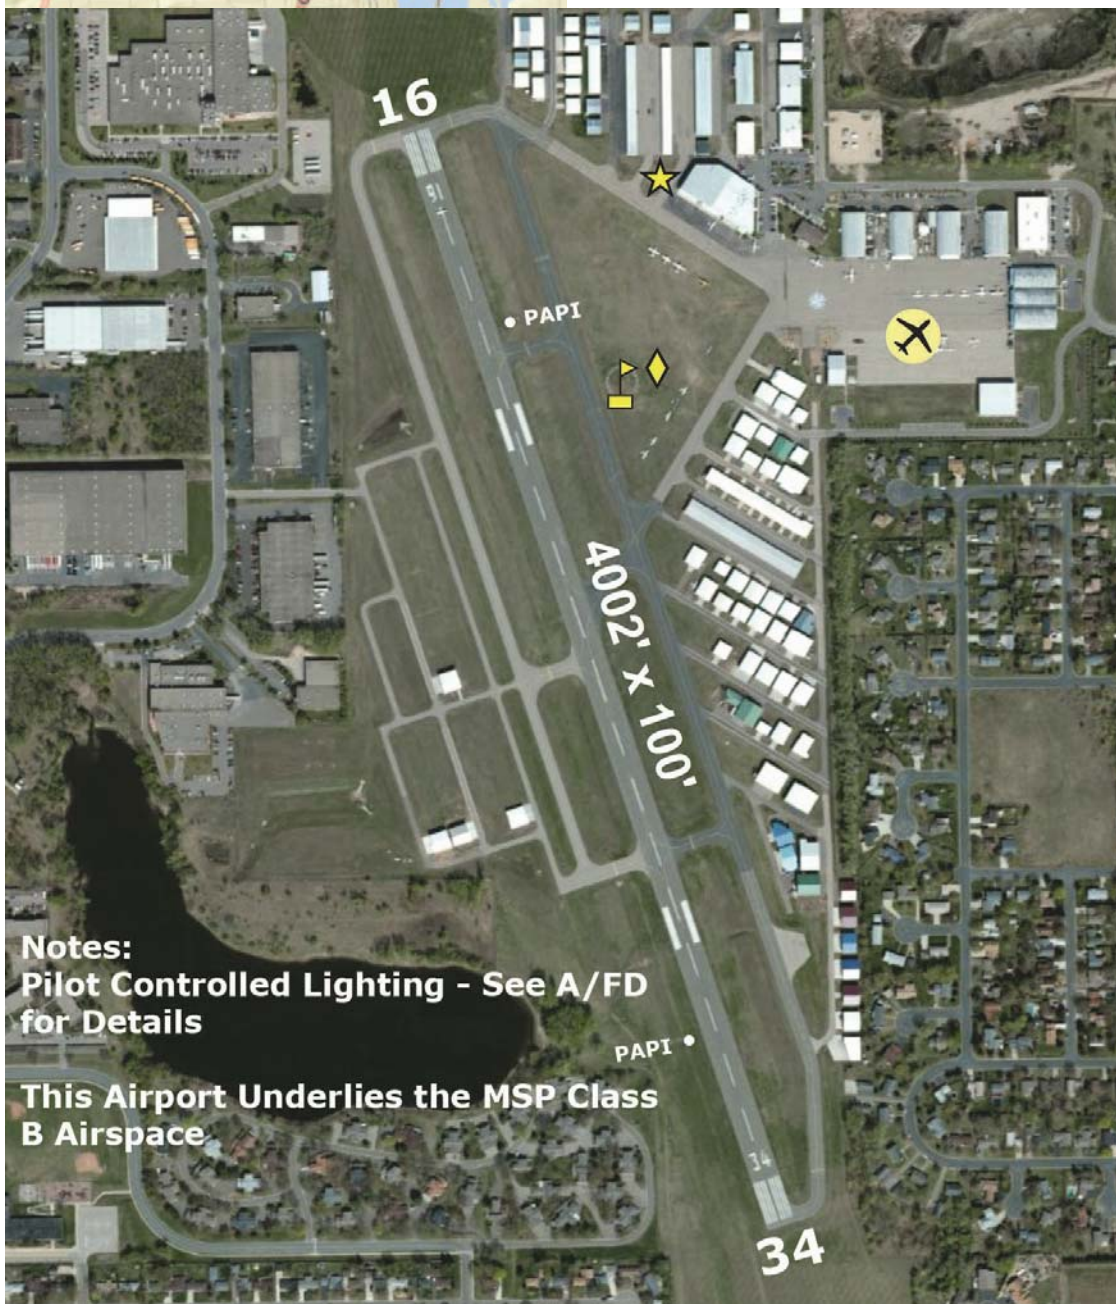 16
PAPI
4002' x 100'
Notes:
Pilot Controlled Lighting - See A/FD
for Details
PAPI
This Airport Underlies the MSP Class
B Airspace
34
34